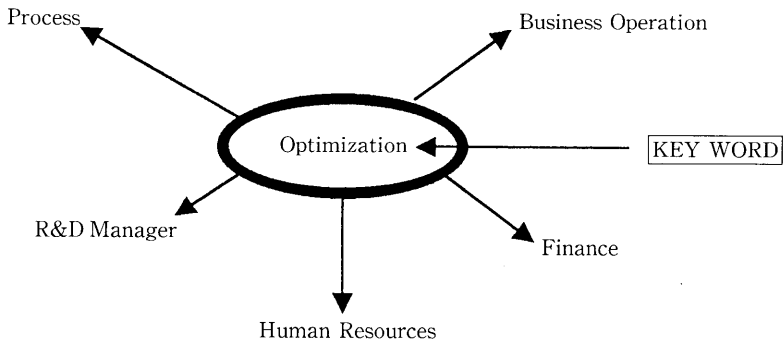 Process
Business Operation
Optimization
KEY WORD
R&D Manager
Finance
Human Resources